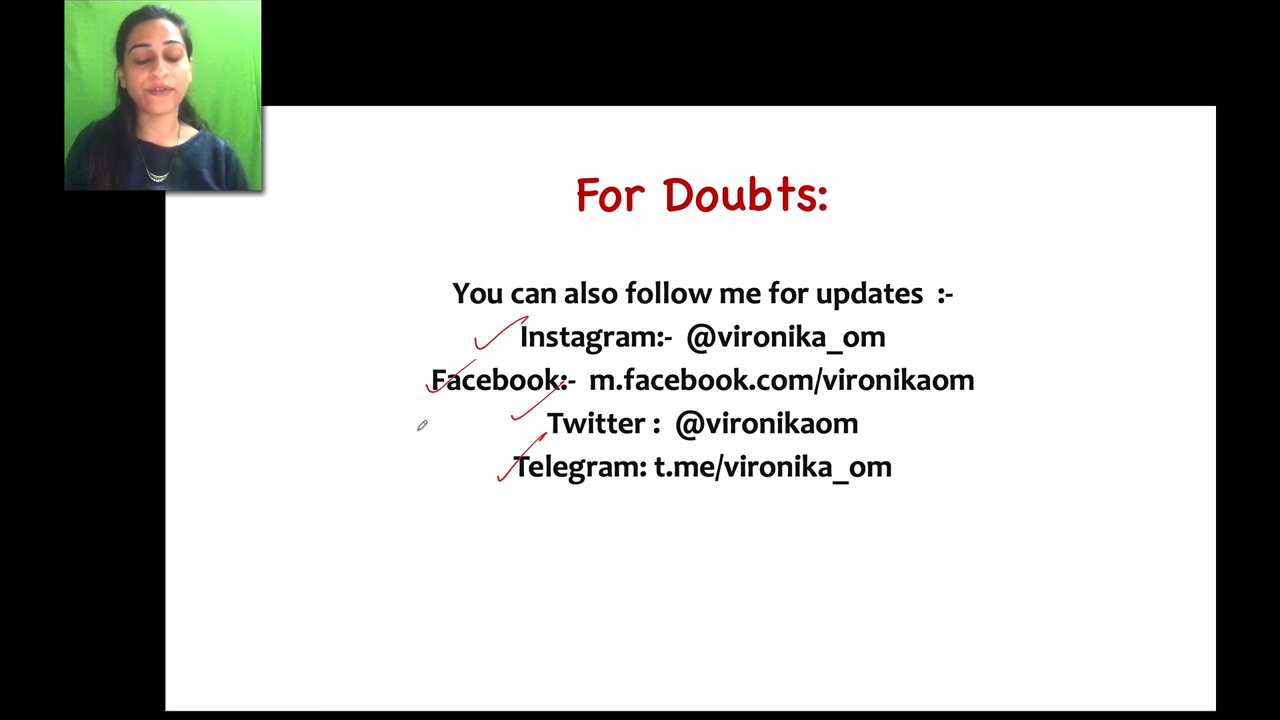 For Doubts:
You can also follow me for updates :-
Instagram:- @vironika_om
Facebook:- m.facebook.com/vironikaom
Twitter : @vironikaom
Telegram: t.me/vironika_om